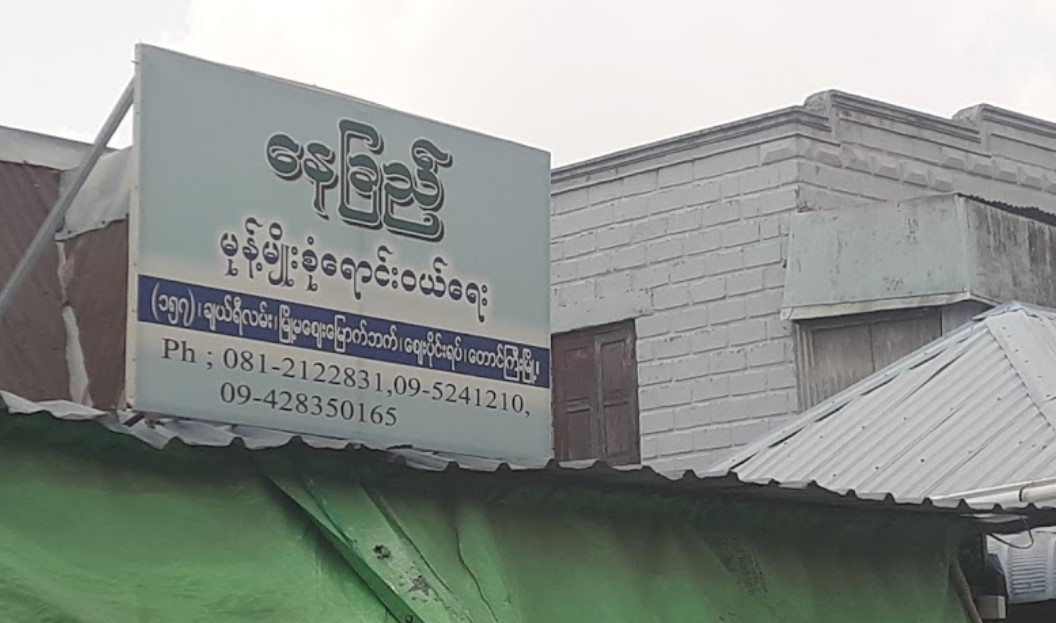 နေခြည်
မုန့်မျိုးစုံရောင်းဝယ်ရေး
(၁၅၇)၊ ချယ်ရီလမ်း၊ မြို့မဈေးမြောက်ဘက်၊ ဈေးပိုင်းရပ်၊ တောင်ကြီးမြို့။
Ph ; 081-2122831,09-5241210,
09-428350165